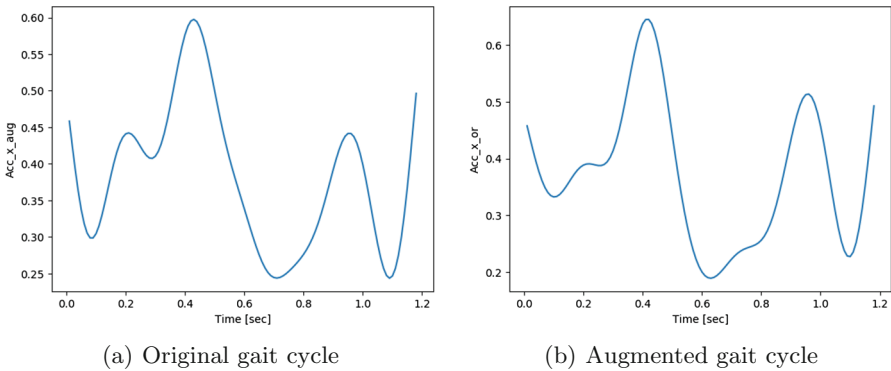 Acc_x_aug
0.60
0.55
0.50
0.45
0.40
0.35
0.30
0.25
0.0 0.2 0.4 0.6 0.8 1.0 1.2
Time [sec]
(a) Original gait cycle
Acc_x_or
0.6
0.5
0.4
0.3
0.2
0.0 0.2 0.4 0.6 0.8 1.0 1.2
Time [sec]
(b) Augmented gait cycle